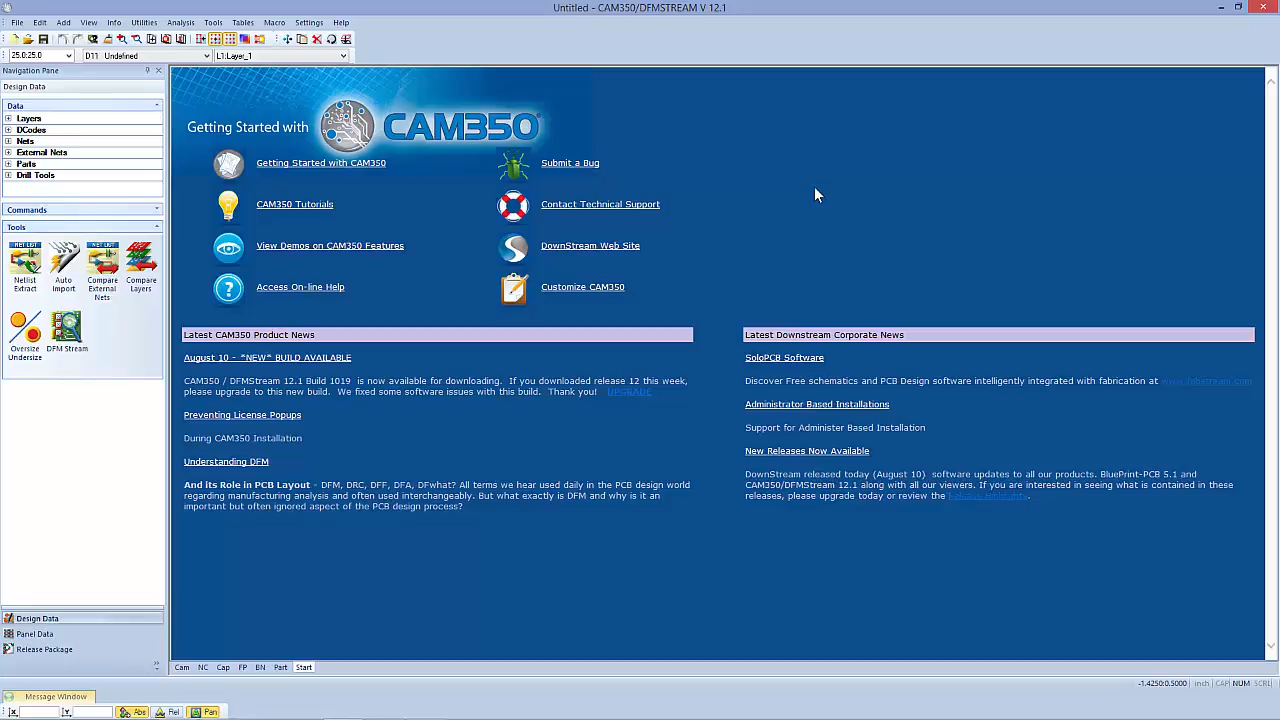 Untitled - CAM350/DFMSTREAM V 12.1
File Edit Add View Info Utilities Analysis Tools Tables Macro Settings Help
25.0:25.0 D11 Undefined L1:Layer_1
Navigation Pane
Design Data
Data
Layers
DCodes
Nets
External Nets
Parts
Drill Tools
Commands
Tools
NET LIST
NET LIST
Netlist Extract
Auto Import
Compare External Nets
Compare Layers
Oversize Undersize
DFM Stream
Design Data
Panel Data
Release Package
Getting Started with CAM350
Getting Started with CAM350
Submit a Bug
CAM350 Tutorials
Contact Technical Support
View Demos on CAM350 Features
DownStream Web Site
Access On-line Help
Customize CAM350
Latest CAM350 Product News
August 10 - *NEW* BUILD AVAILABLE
CAM350 / DFMStream 12.1 Build 1019 is now available for downloading. If you downloaded release 12 this week,
please upgrade to this new build. We fixed some software issues with this build. Thank you! UPGRADE
Preventing License Popups
During CAM350 Installation
Understanding DFM
And its Role in PCB Layout - DFM, DRC, DFF, DFA, DFwhat? All terms we hear used daily in the PCB design world
regarding manufacturing analysis and often used interchangeably. But what exactly is DFM and why is it an
important but often ignored aspect of the PCB design process?
Latest Downstream Corporate News
SoloPCB Software
Discover Free schematics and PCB Design software intelligently integrated with fabrication at
Administrator Based Installations
Support for Administer Based Installation
New Releases Now Available
DownStream released today (August 10) software updates to all our products. BluePrint-PCB 5.1 and
CAM350/DFMStream 12.1 along with all our viewers. If you are interested in seeing what is contained in these
releases, please upgrade today or review the Release Highlights.
Cam NC Cap FP BN Part Start
-1.4250:0.5000 inch CAP NUM SCRL
Message Window
X Y Abs Rel Pan